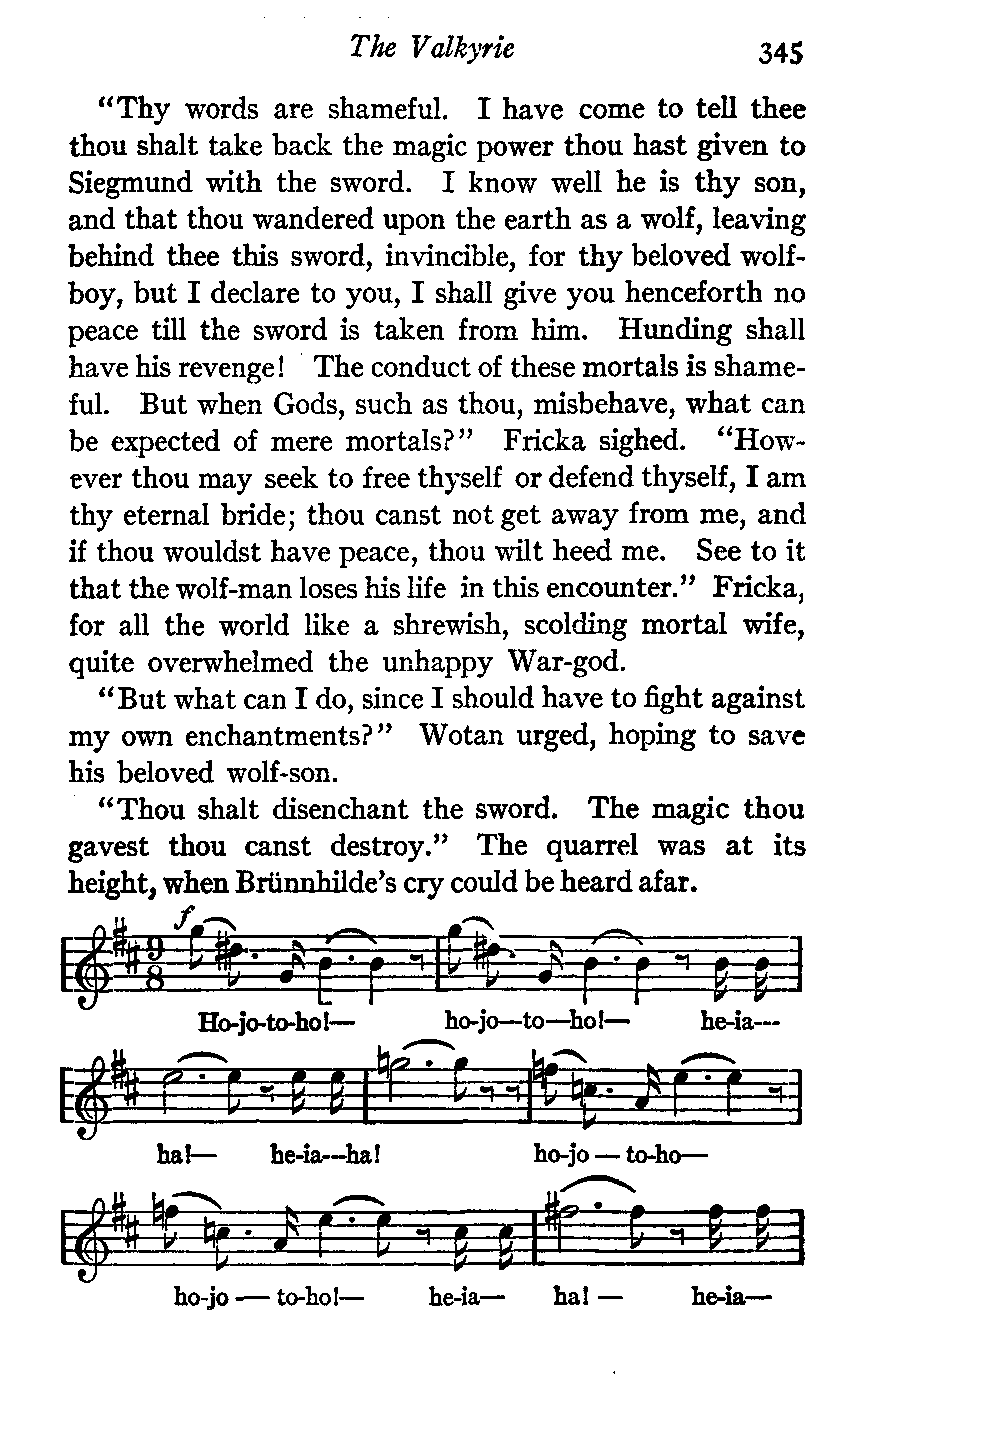 The Valkyrie 345
“Thy words are shameful. I have come to tell thee
thou shalt take back the magic power thou hast given to
Siegmund with the sword. I know well he is thy son,
and that thou wandered upon the earth as a wolf, leaving
behind thee this sword, invincible, for thy beloved wolf-
boy, but I declare to you, I shall give you henceforth no
peace till the sword is taken from him. Hunding shall
have his revenge! The conduct of these mortals is shame-
ful. But when Gods, such as thou, misbehave, what can
be expected of mere mortals?” Fricka sighed. “How-
ever thou may seek to free thyself or defend thyself, I am
thy eternal bride; thou canst not get away from me, and
if thou wouldst have peace, thou wilt heed me. See to it
that the wolf-man loses his life in this encounter.” Fricka,
for all the world like a shrewish, scolding mortal wife,
quite overwhelmed the unhappy War-god.
“But what can I do, since I should have to fight against
my own enchantments?” Wotan urged, hoping to save
his beloved wolf-son.
“Thou shalt disenchant the sword. The magic thou
gavest thou canst destroy.” The quarrel was at its
height, when Brünnhilde’s cry could be heard afar.
f
9
8
Ho-jo-to-ho!— ho-jo—to—ho!— he-ia—-
ha!— he-ia--ha! ho-jo — to-ho—
ho-jo — to-ho!— he-ia— ha! — he-ia—